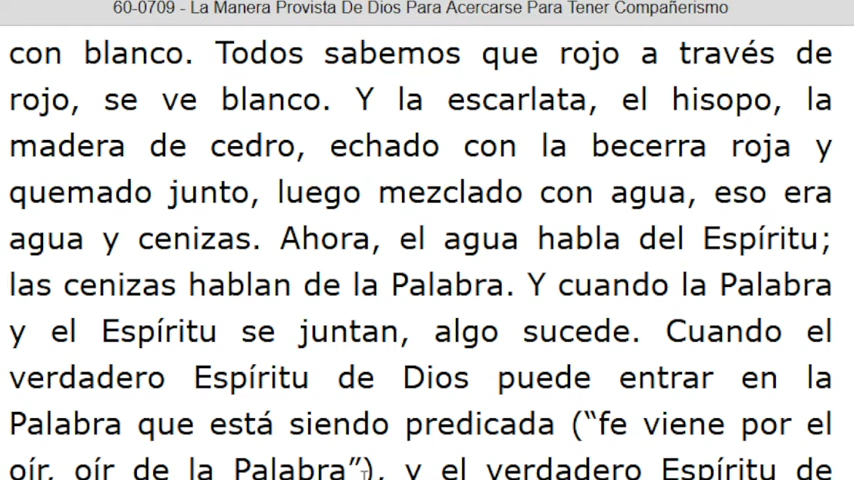 60-0709 - La Manera Provista De Dios Para Acercarse Para Tener Compañerismo
con blanco. Todos sabemos que rojo a través de
rojo, se ve blanco. Y la escarlata, el hisopo, la
madera de cedro, echado con la becerra roja y
quemado junto, luego mezclado con agua, eso era
agua y cenizas. Ahora, el agua habla del Espíritu;
las cenizas hablan de la Palabra. Y cuando la Palabra
y el Espíritu se juntan, algo sucede. Cuando el
verdadero Espíritu de Dios puede entrar en la
Palabra que está siendo predicada (“fe viene por el
oír, oír de la Palabra”), y el verdadero Espíritu de